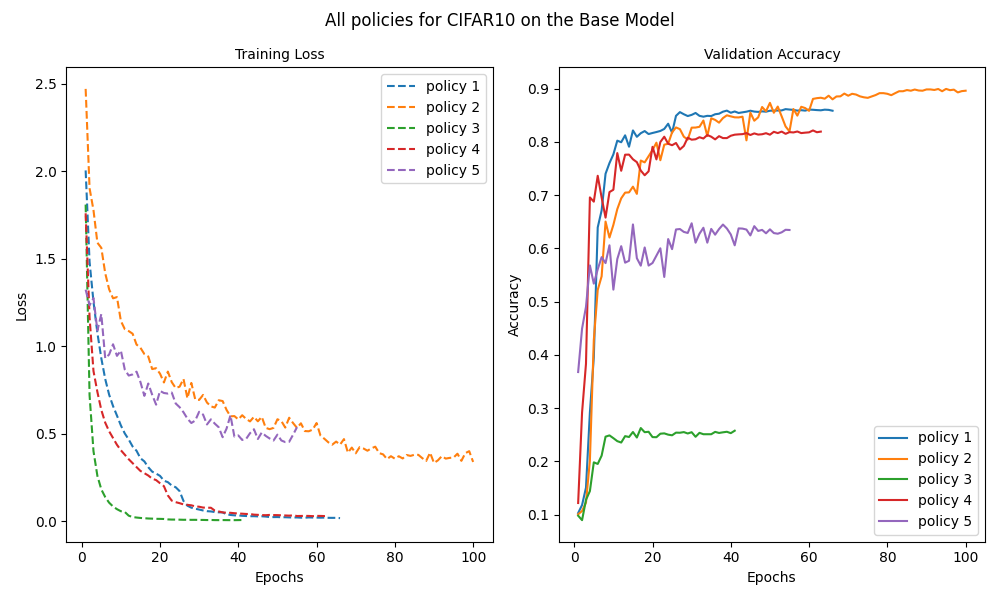 All policies for CIFAR10 on the Base Model
Training Loss
Loss
2.5
2.0
1.5
1.0
0.5
0.0
0
20
40
60
80
100
Epochs
policy 1
policy 2
policy 3
policy 4
policy 5
Validation Accuracy
Accuracy
0.9
0.8
0.7
0.6
0.5
0.4
0.3
0.2
0.1
0
20
40
60
80
100
Epochs
policy 1
policy 2
policy 3
policy 4
policy 5